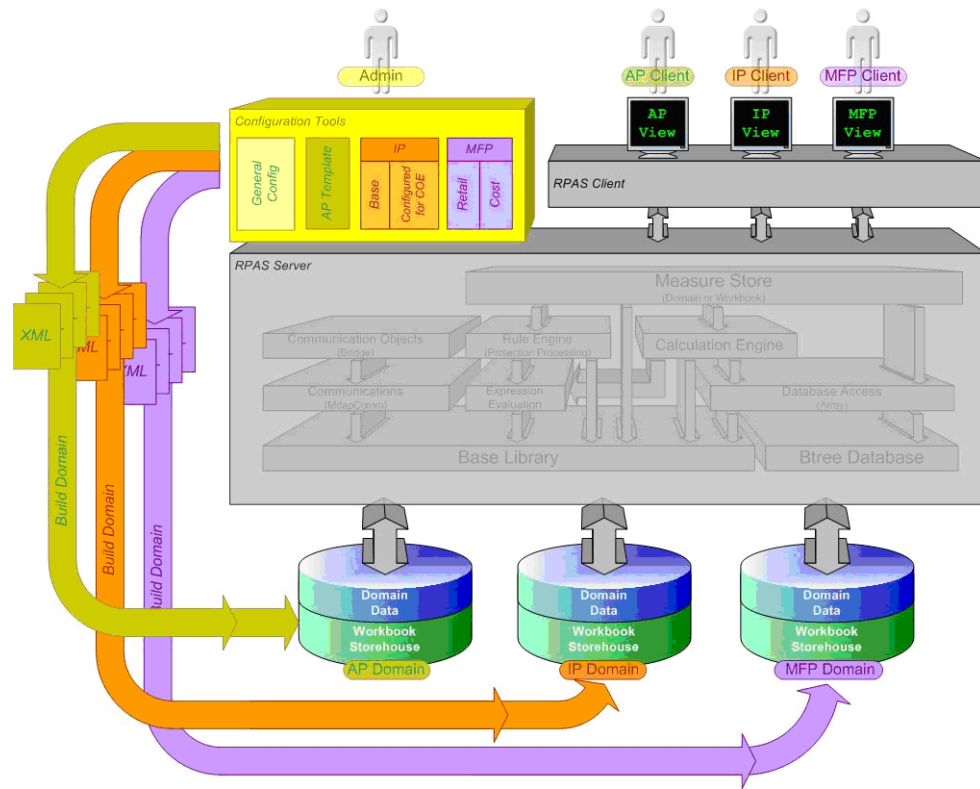 Admin
AP Client
IP Client
MFP Client
AP
View
IP
View
MFP
View
RPAS Client
Configuration Tools
General
Config
AP Template
IP
Base
Configured
for COE
MFP
Retail
Cost
RPAS Server
Measure Store
(Domain or Workbook)
Communication Objects
(Bridge)
Rule Engine
(Protection Processing)
Calculation Engine
Communications
(MdapComm)
Expression
Evaluation
Database Access
(Array)
Base Library
Btree Database
XML
XML
XML
Build Domain
Build Domain
Build Domain
Domain
Data
Workbook
Storehouse
AP Domain
Domain
Data
Workbook
Storehouse
IP Domain
Domain
Data
Workbook
Storehouse
MFP Domain